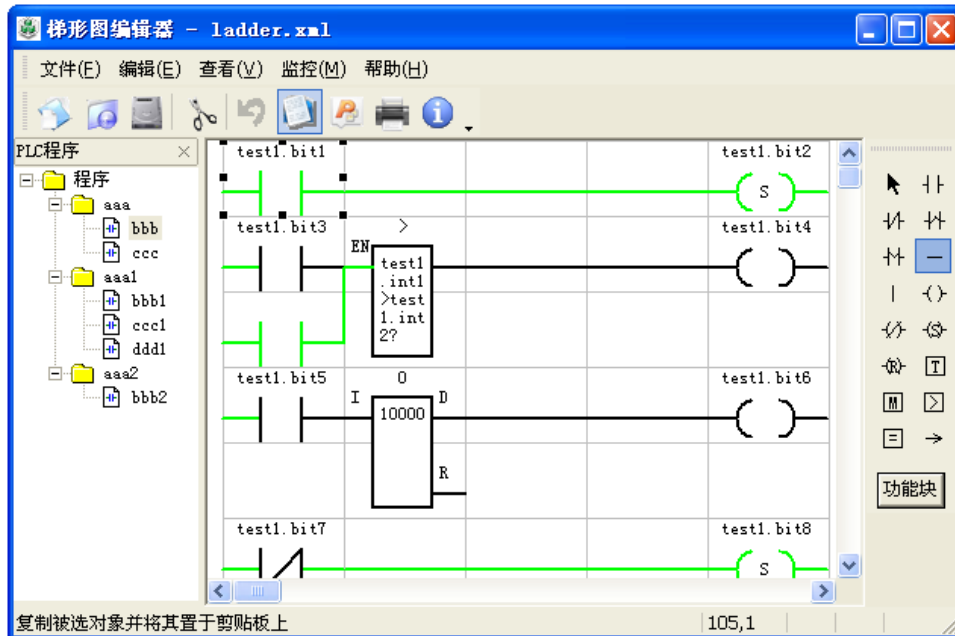 梯形图编辑器 - ladder.xml
文件(F) 编辑(E) 查看(V) 监控(M) 帮助(H)
PLC程序
程序
aaa
bbb
ccc
aaa1
bbb1
ccc1
ddd1
aaa2
bbb2
test1.bit1
test1.bit2
S
test1.bit3
>
test1.bit4
EN
test1
.int1
>test
1.int
2?
test1.bit5
0
test1.bit6
I
10000
D
R
test1.bit7
test1.bit8
S
(S)
(R)
T
M
>
=
功能块
复制被选对象并将其置于剪贴板上
105,1